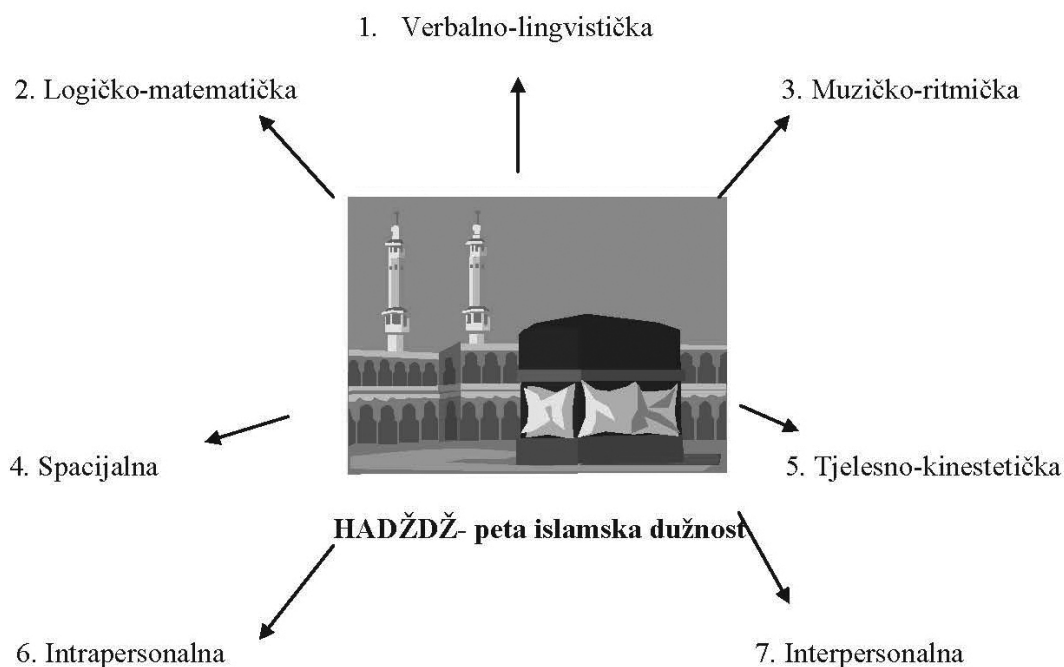 1. Verbalno-lingvistička
2. Logičko-matematička
3. Muzičko-ritmička
4. Spacijalna
5. Tjelesno-kinestetička
HADŽDŽ- peta islamska dužnost
6. Intrapersonalna
7. Interpersonalna